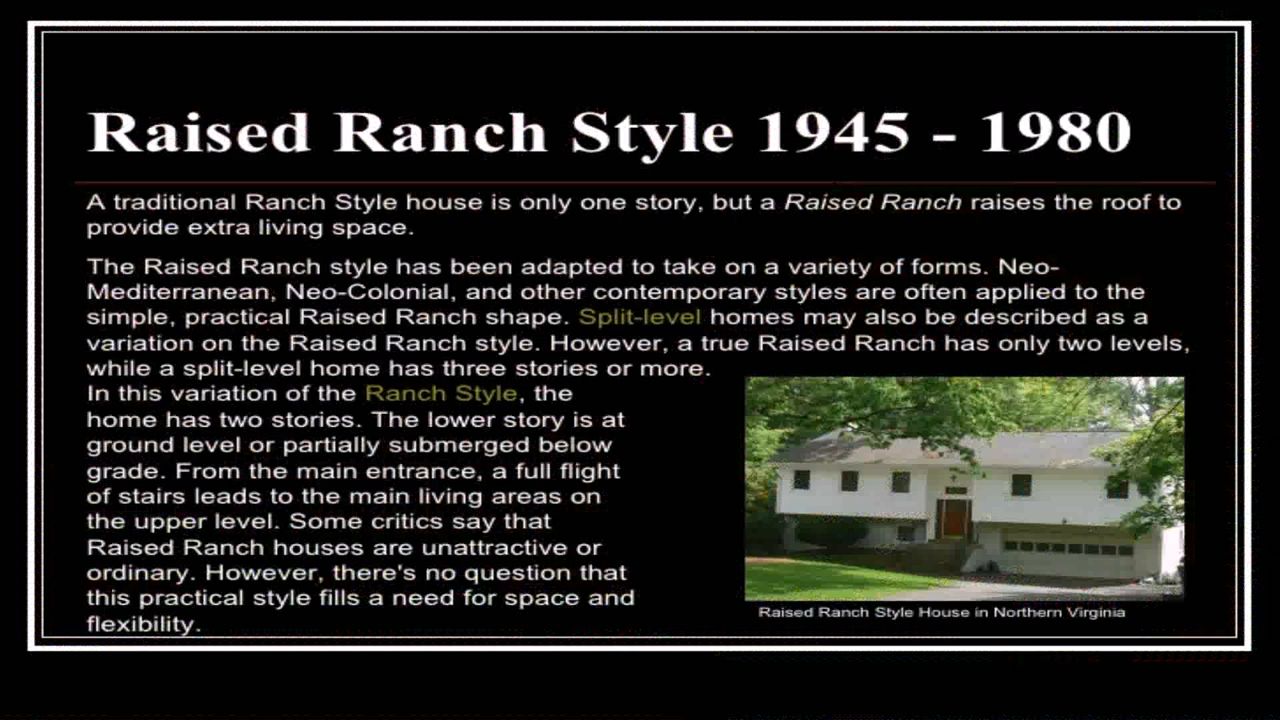 Raised Ranch Style 1945 - 1980
A traditional Ranch Style house is only one story, but a Raised Ranch raises the roof to
provide extra living space.
The Raised Ranch style has been adapted to take on a variety of forms. Neo-
Mediterranean, Neo-Colonial, and other contemporary styles are often applied to the
simple, practical Raised Ranch shape. Split-level homes may also be described as a
variation on the Raised Ranch style. However, a true Raised Ranch has only two levels,
while a split-level home has three stories or more.
In this variation of the Ranch Style, the
home has two stories. The lower story is at
ground level or partially submerged below
grade. From the main entrance, a full flight
of stairs leads to the main living areas on
the upper level. Some critics say that
Raised Ranch houses are unattractive or
ordinary. However, there's no question that
this practical style fills a need for space and
flexibility.
Raised Ranch Style House in Northern Virginia